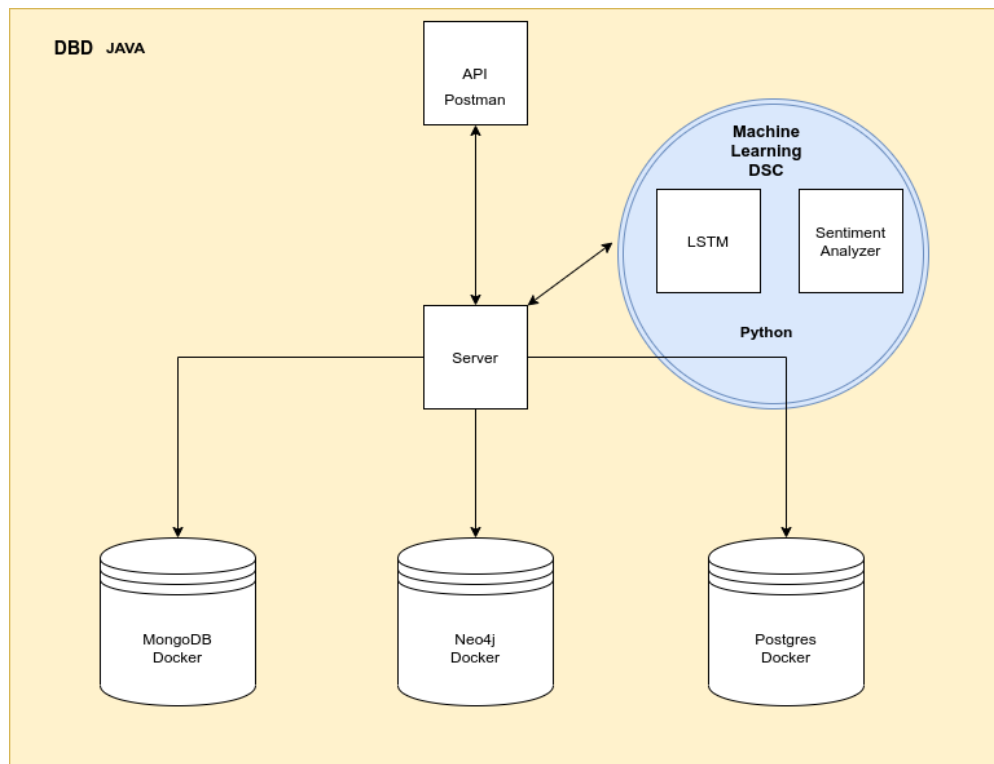 DBD JAVA
API
Postman
Machine
Learning
DSC
LSTM
Sentiment
Analyzer
Python
Server
MongoDB
Docker
Neo4j
Docker
Postgres
Docker